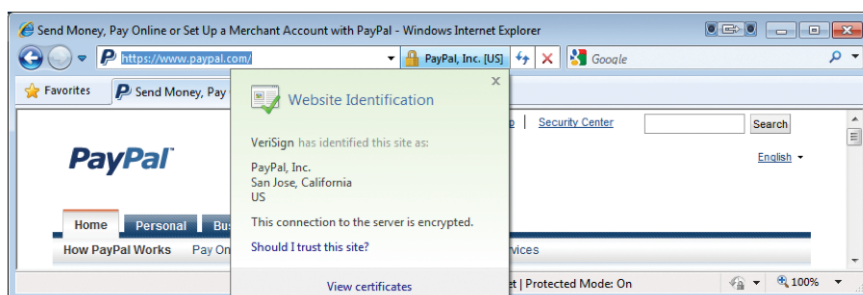 Send Money, Pay Online or Set Up a Merchant Account with PayPal - Windows Internet Explorer
https://www.paypal.com/ PayPal, Inc. [US] Google
Favorites Send Money, Pay
Website Identification
VeriSign has identified this site as:
PayPal, Inc.
San Jose, California
US
This connection to the server is encrypted.
Should I trust this site?
View certificates
Security Center Search
PayPal
English
Home Personal Bu
How PayPal Works Pay On vices
et | Protected Mode: On 100%